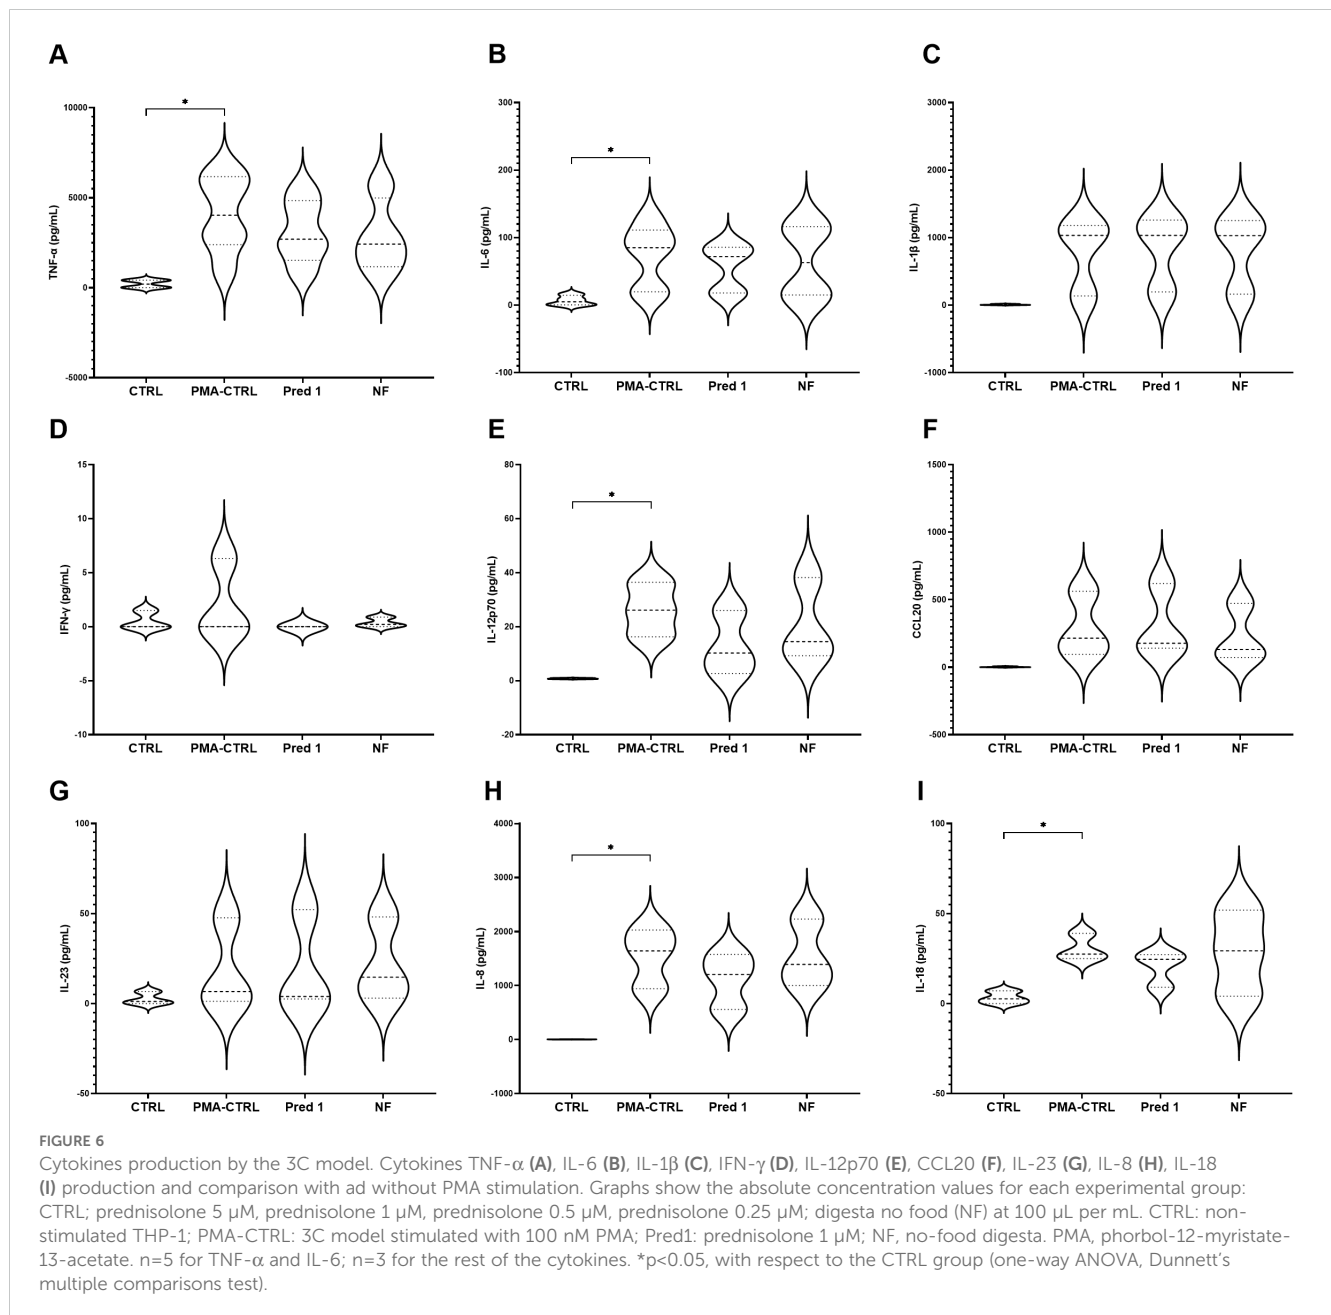 A
B
C
10000
5000
0
-5000
TNF-α (pg/mL)
*
CTRL PMA-CTRL Pred 1 NF
300
200
100
0
-100
IL-6 (pg/mL)
*
CTRL PMA-CTRL Pred 1 NF
3000
2000
1000
0
-1000
IL-1β (pg/mL)
CTRL PMA-CTRL Pred 1 NF
D
E
F
15
10
5
0
-5
-10
IFN-γ (pg/mL)
CTRL PMA-CTRL Pred 1 NF
80
60
40
20
0
-20
IL-12p70 (pg/mL)
*
CTRL PMA-CTRL Pred 1 NF
1500
1000
500
0
-500
CCL20 (pg/mL)
CTRL PMA-CTRL Pred 1 NF
G
H
I
100
50
0
-50
IL-23 (pg/mL)
CTRL PMA-CTRL Pred 1 NF
4000
3000
2000
1000
0
-1000
IL-8 (pg/mL)
*
CTRL PMA-CTRL Pred 1 NF
100
50
0
-50
IL-18 (pg/mL)
*
CTRL PMA-CTRL Pred 1 NF
FIGURE 6
Cytokines production by the 3C model. Cytokines TNF-α (A), IL-6 (B), IL-1β (C), IFN-γ (D), IL-12p70 (E), CCL20 (F), IL-23 (G), IL-8 (H), IL-18
(I) production and comparison with ad without PMA stimulation. Graphs show the absolute concentration values for each experimental group:
CTRL; prednisolone 5 µM, prednisolone 1 µM, prednisolone 0.5 µM, prednisolone 0.25 µM; digesta no food (NF) at 100 µL per mL. CTRL: non-
stimulated THP-1; PMA-CTRL: 3C model stimulated with 100 nM PMA; Pred1: prednisolone 1 µM; NF, no-food digesta. PMA, phorbol-12-myristate-
13-acetate. n=5 for TNF-α and IL-6; n=3 for the rest of the cytokines. *p<0.05, with respect to the CTRL group (one-way ANOVA, Dunnett's
multiple comparisons test).